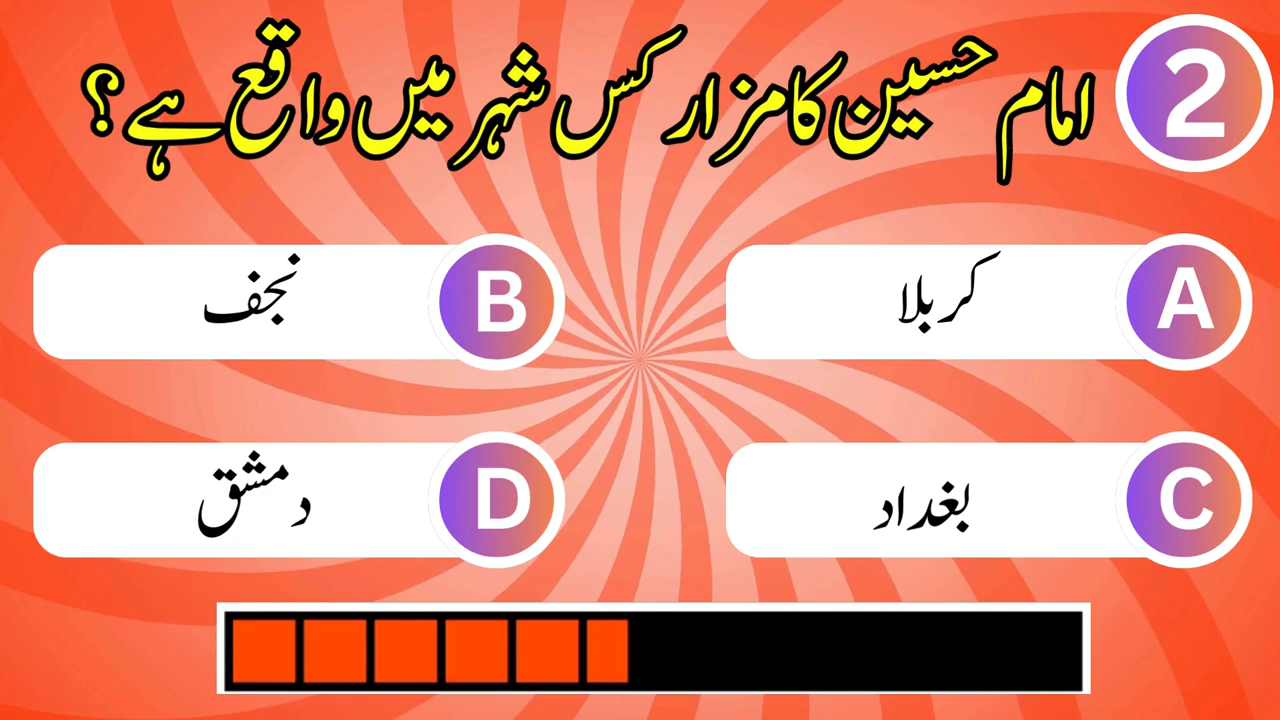 2
امام حسین کا مزار کس شہر میں واقع ہے؟
A
کربلا
B
نجف
C
بغداد
D
دمشق